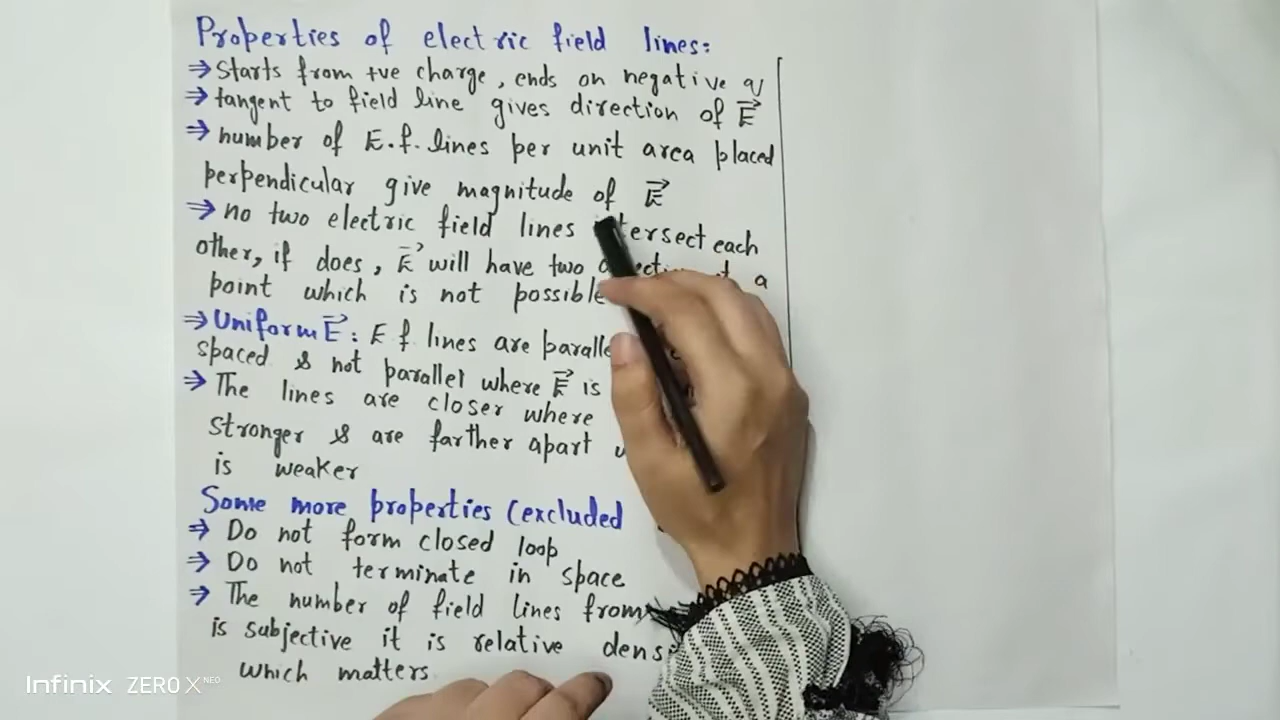 Properties of electric field lines:
⇒ Starts from +ve charge, ends on negative q
⇒ tangent to field line gives direction of E⃗
⇒ number of E.f. lines per unit area placed
perpendicular give magnitude of E⃗
⇒ no two electric field lines intersect each
other, if does, E⃗ will have two at a
point which is not possible
⇒ Uniform E⃗: E f lines are
spaced & not parallel where E⃗ is
⇒ The lines are closer where
stronger & are farther apart
is weaker
Some more properties (excluded
⇒ Do not form closed loop
⇒ Do not terminate in space
⇒ The number of field lines from
is subjective it is relative
which matters.
Infinix ZERO X NEO